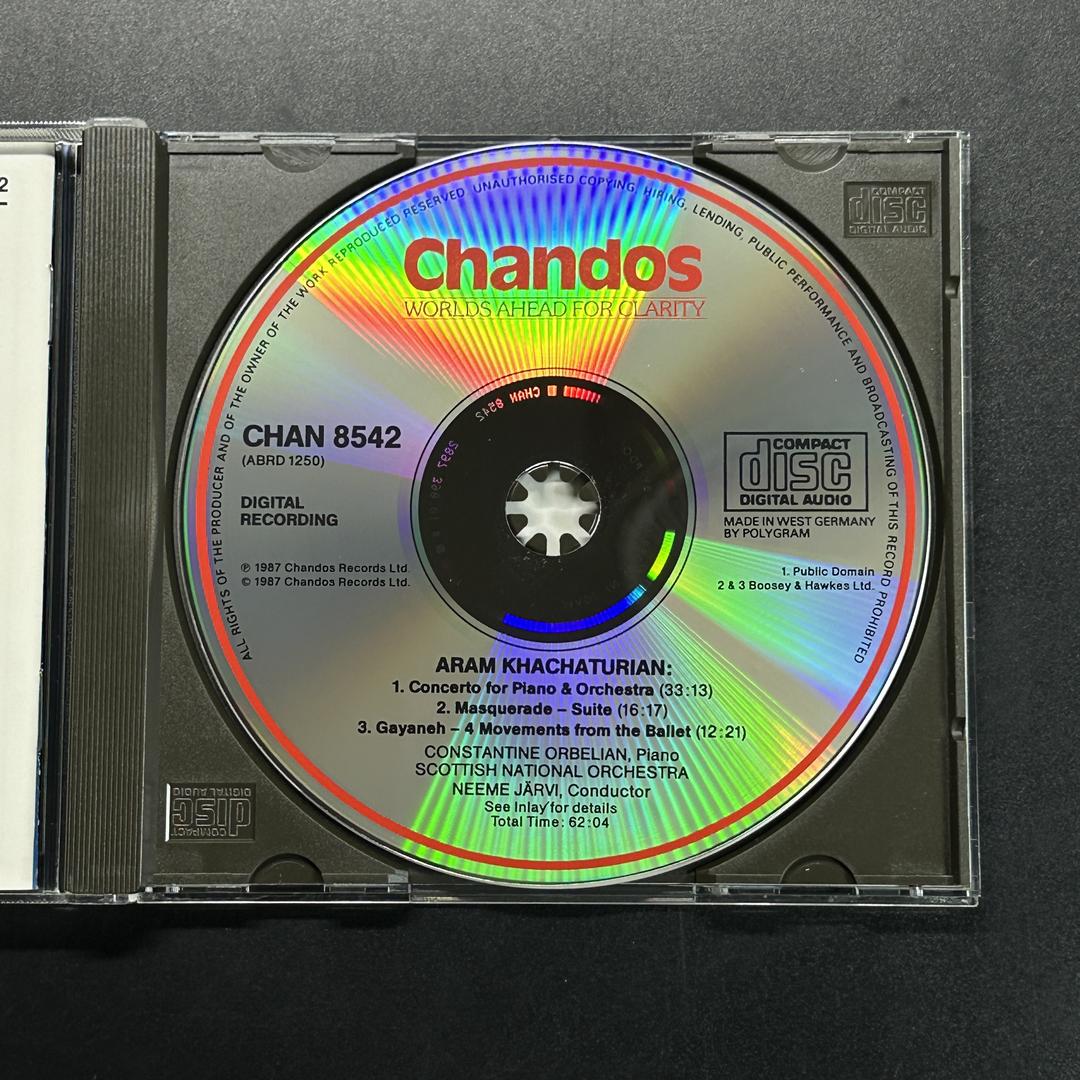 2
COMPACT
disc
DIGITAL AUDIO
ALL RIGHTS OF THE PRODUCER AND OF THE OWNER OF THE WORK REPRODUCED RESERVED UNAUTHORISED COPYING, HIRING, LENDING, PUBLIC PERFORMANCE AND BROADCASTING OF THIS RECORD PROHIBITED
Chandos
WORLDS AHEAD FOR CLARITY
CHAN 8542
CHAN 8542
(ABRD 1250)
DIGITAL
RECORDING
COMPACT
disc
DIGITAL AUDIO
MADE IN WEST GERMANY
BY POLYGRAM
℗ 1987 Chandos Records Ltd.
© 1987 Chandos Records Ltd.
1. Public Domain
2 & 3 Boosey & Hawkes Ltd.
ARAM KHACHATURIAN:
1. Concerto for Piano & Orchestra (33:13)
2. Masquerade – Suite (16:17)
3. Gayaneh – 4 Movements from the Ballet (12:21)
CONSTANTINE ORBELIAN, Piano
SCOTTISH NATIONAL ORCHESTRA
NEEME JÄRVI, Conductor
See Inlay for details
Total Time: 62:04
COMPACT
disc
DIGITAL AUDIO